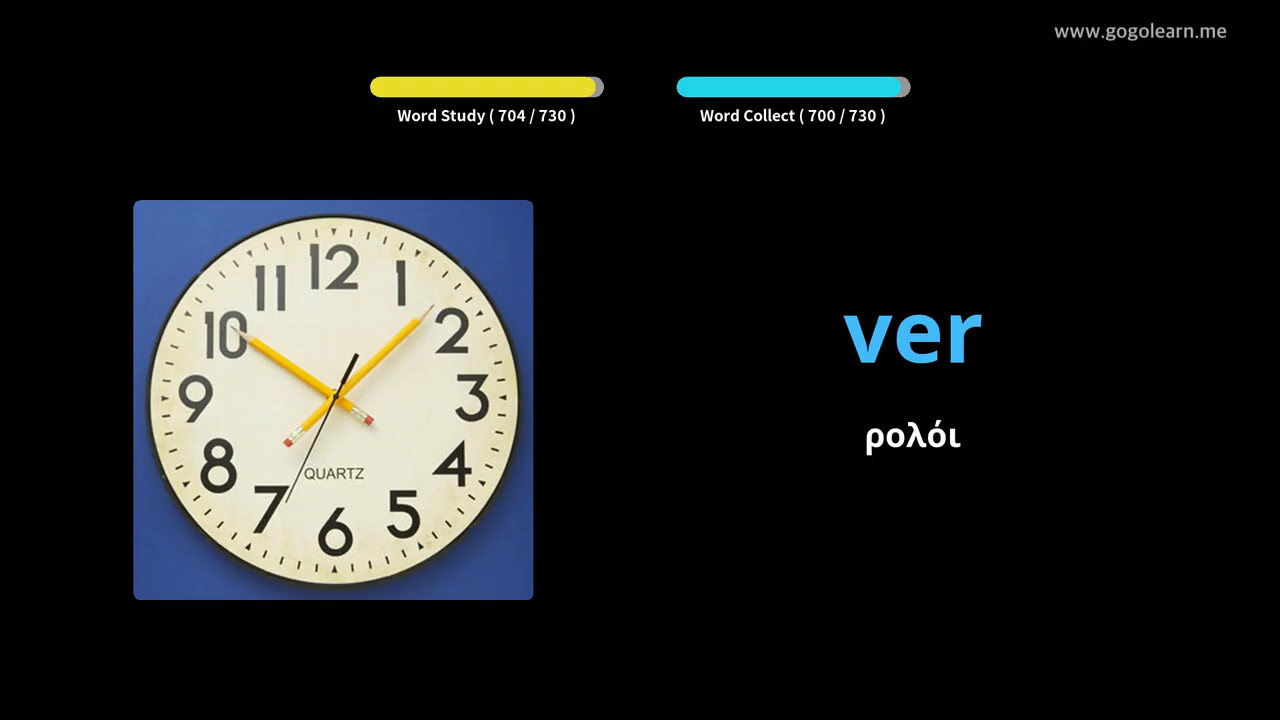 www.gogolearn.me
Word Study ( 704 / 730 )
Word Collect ( 700 / 730 )
12
1
2
3
4
5
6
7
8
9
10
11
QUARTZ
ver
ρολόι